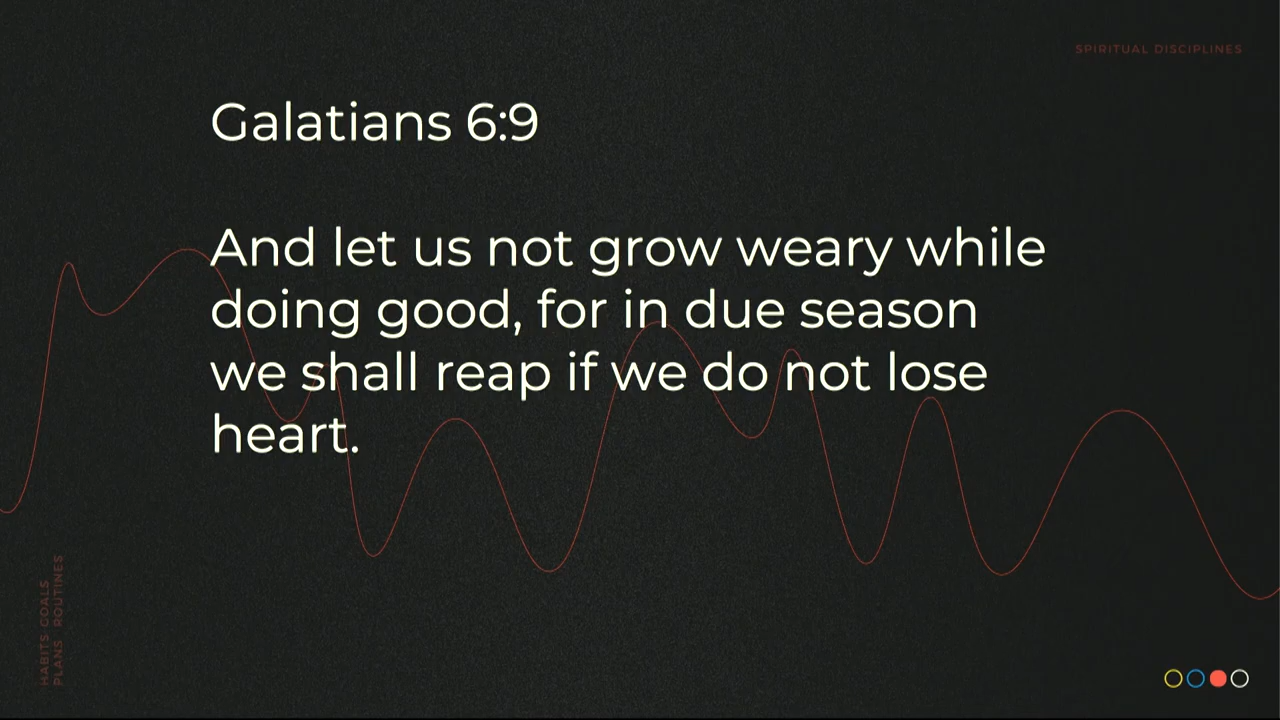 SPIRITUAL DISCIPLINES
Galatians 6:9
And let us not grow weary while
doing good, for in due season
we shall reap if we do not lose
heart.
HABITS GOALS
PLANS ROUTINES